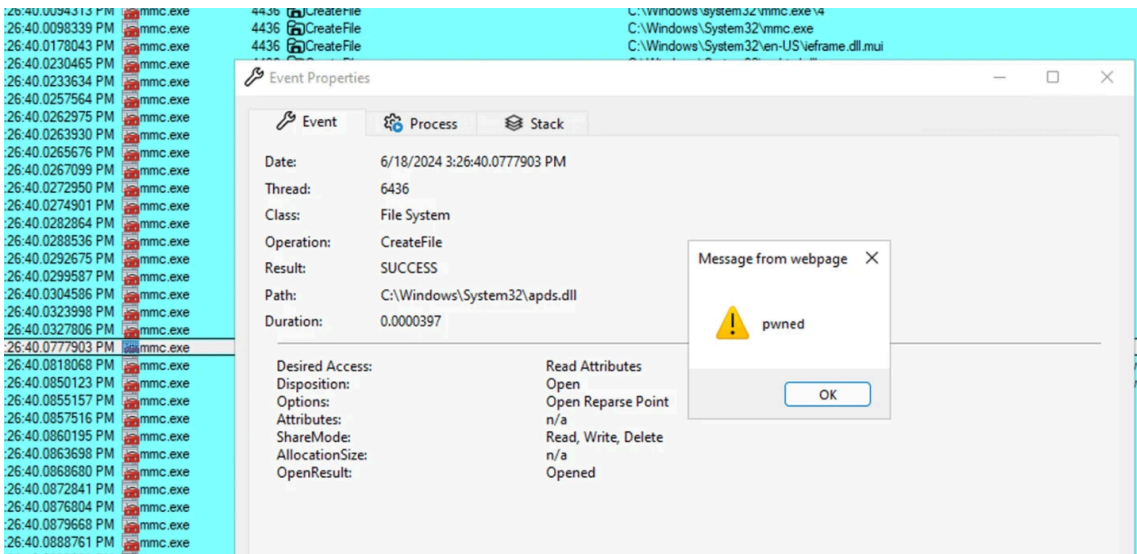 :26:40.0094313 PM mmc.exe 4436 CreateFile C:\Windows\system32\mmc.exe\4
:26:40.0098339 PM mmc.exe 4436 CreateFile C:\Windows\System32\mmc.exe
:26:40.0178043 PM mmc.exe 4436 CreateFile C:\Windows\System32\en-US\ieframe.dll.mui
:26:40.0230465 PM mmc.exe
:26:40.0233634 PM mmc.exe
:26:40.0257564 PM mmc.exe
:26:40.0262975 PM mmc.exe
:26:40.0263930 PM mmc.exe
:26:40.0265676 PM mmc.exe
:26:40.0267099 PM mmc.exe
:26:40.0272950 PM mmc.exe
:26:40.0274901 PM mmc.exe
:26:40.0282864 PM mmc.exe
:26:40.0288536 PM mmc.exe
:26:40.0292675 PM mmc.exe
:26:40.0299587 PM mmc.exe
:26:40.0304586 PM mmc.exe
:26:40.0323998 PM mmc.exe
:26:40.0327806 PM mmc.exe
:26:40.0777903 PM mmc.exe
:26:40.0818068 PM mmc.exe
:26:40.0850123 PM mmc.exe
:26:40.0855157 PM mmc.exe
:26:40.0857516 PM mmc.exe
:26:40.0860195 PM mmc.exe
:26:40.0863698 PM mmc.exe
:26:40.0868680 PM mmc.exe
:26:40.0872841 PM mmc.exe
:26:40.0876804 PM mmc.exe
:26:40.0879668 PM mmc.exe
:26:40.0888761 PM mmc.exe
Event Properties
Event Process Stack
Date: 6/18/2024 3:26:40.0777903 PM
Thread: 6436
Class: File System
Operation: CreateFile
Result: SUCCESS
Path: C:\Windows\System32\apds.dll
Duration: 0.0000397
Desired Access: Read Attributes
Disposition: Open
Options: Open Reparse Point
Attributes: n/a
ShareMode: Read, Write, Delete
AllocationSize: n/a
OpenResult: Opened
Message from webpage
pwned
OK